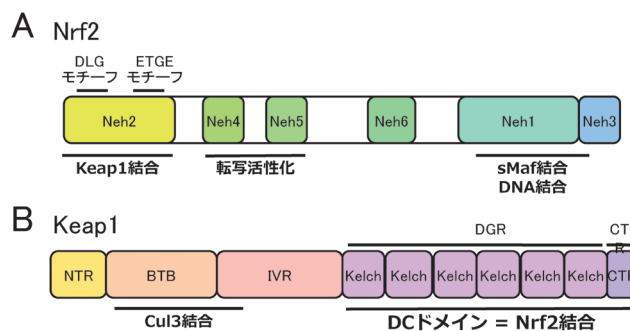 A Nrf2
DLG ETGE
モチーフ モチーフ
Neh2 Neh4 Neh5 Neh6 Neh1 Neh3
Keap1結合 転写活性化 sMaf結合
DNA結合
B Keap1
DGR CT
R
NTR BTB IVR Kelch Kelch Kelch Kelch Kelch Kelch CTR
Cul3結合 DCドメイン = Nrf2結合